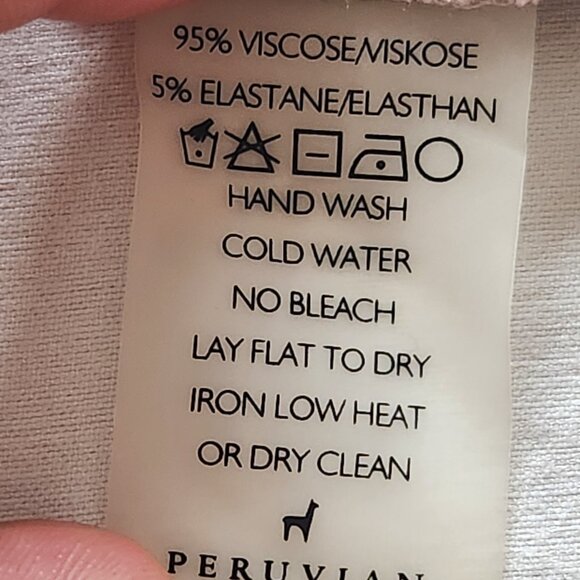 95% VISCOSE/VISKOSE
5% ELASTANE/ELASTHAN
HAND WASH
COLD WATER
NO BLEACH
LAY FLAT TO DRY
IRON LOW HEAT
OR DRY CLEAN
PERUVIAN